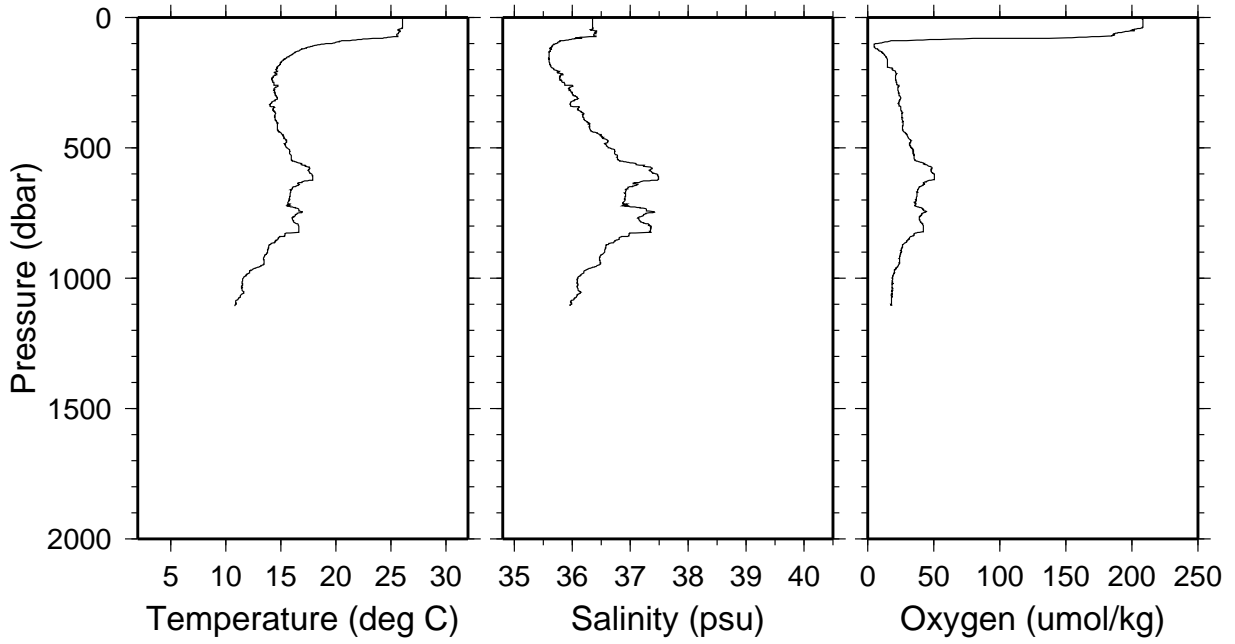 0
500
1000
1500
2000
Pressure (dbar)
5 10 15 20 25 30
Temperature (deg C)
35 36 37 38 39 40
Salinity (psu)
0 50 100 150 200 250
Oxygen (umol/kg)